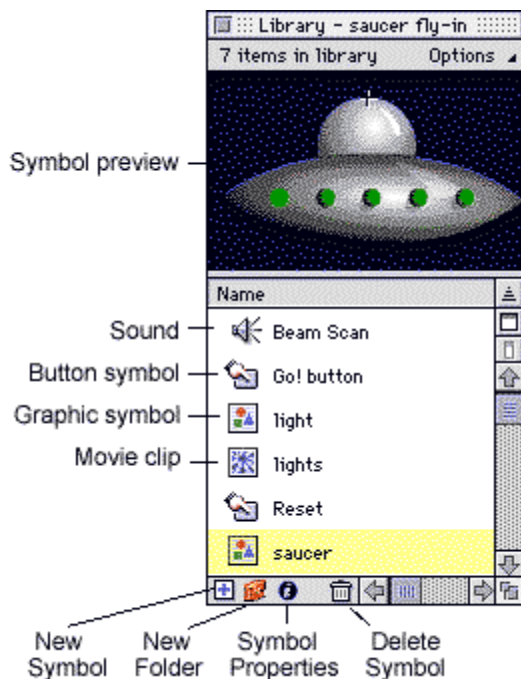 Library - saucer fly-in
7 items in library Options
Symbol preview
Name
Sound Beam Scan
Button symbol Go! button
Graphic symbol light
Movie clip lights
Reset
saucer
New Symbol
New Folder
Symbol Properties
Delete Symbol